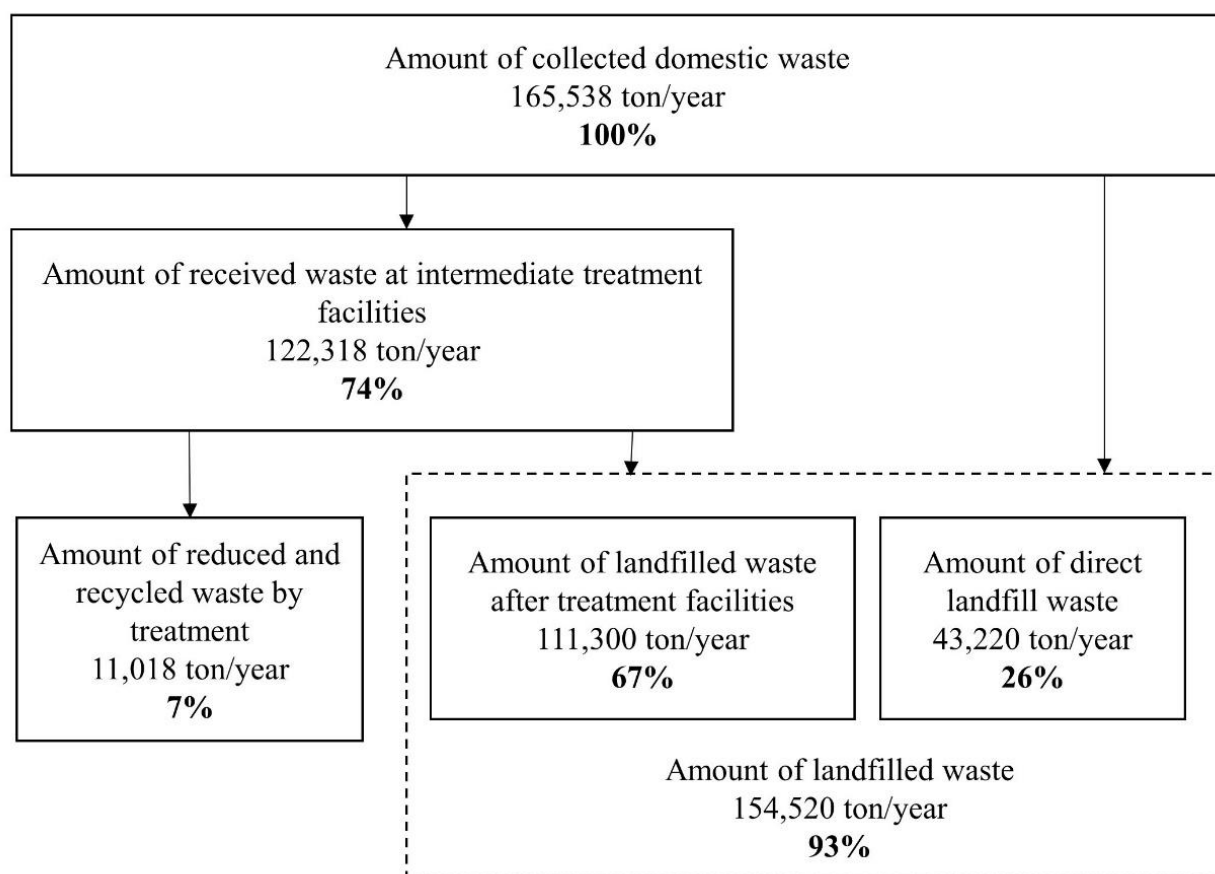 Amount of collected domestic waste
165,538 ton/year
100%
Amount of received waste at intermediate treatment
facilities
122,318 ton/year
74%
Amount of reduced and
recycled waste by
treatment
11,018 ton/year
7%
Amount of landfilled waste
after treatment facilities
111,300 ton/year
67%
Amount of direct
landfill waste
43,220 ton/year
26%
Amount of landfilled waste
154,520 ton/year
93%